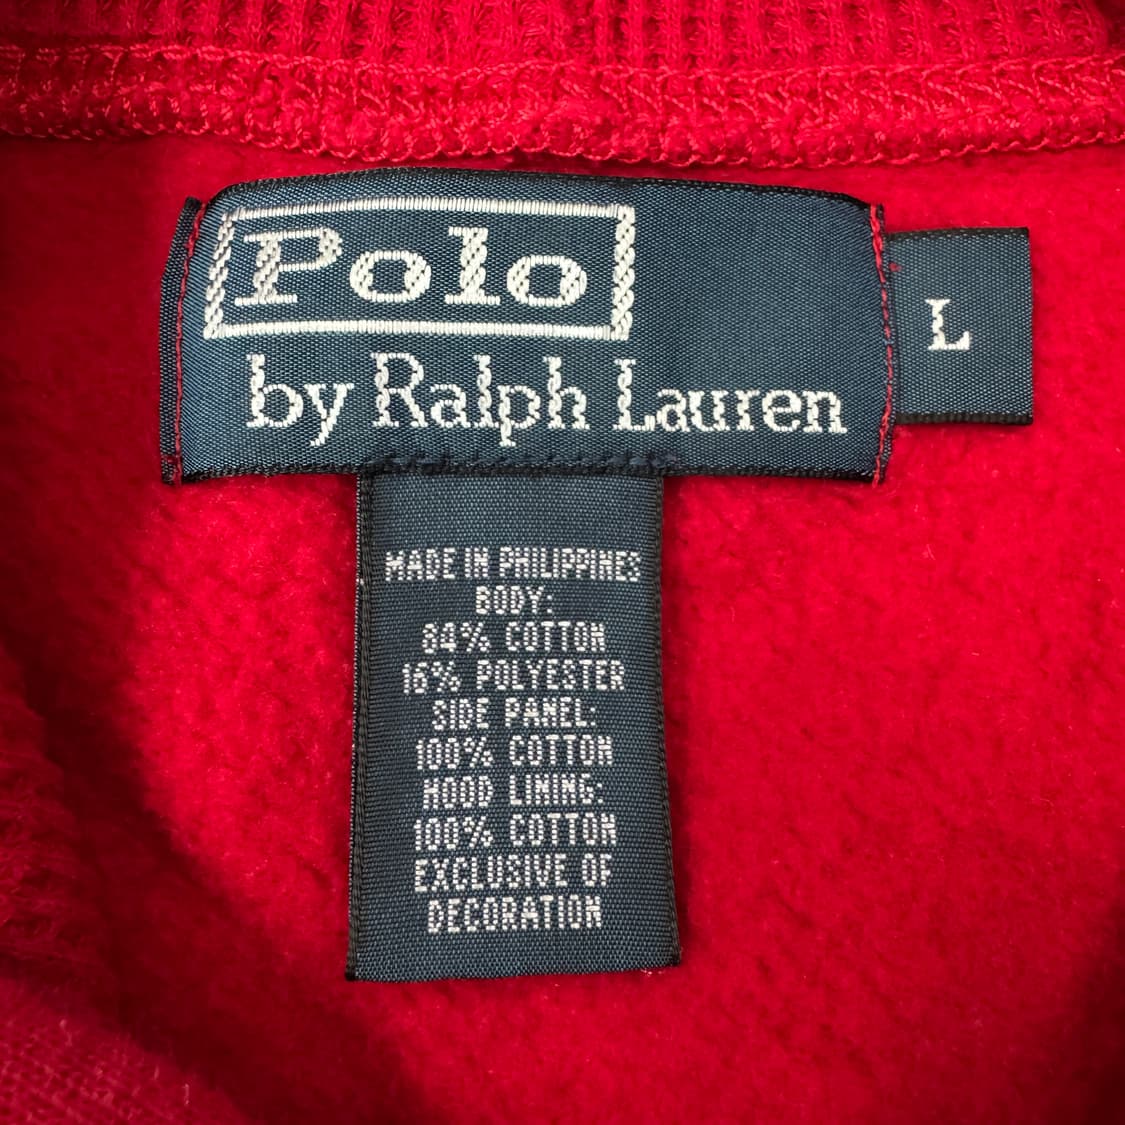 Polo
by Ralph Lauren
L
MADE IN PHILIPPINES
BODY:
84% COTTON
16% POLYESTER
SIDE PANEL:
100% COTTON
HOOD LINING:
100% COTTON
EXCLUSIVE OF
DECORATION